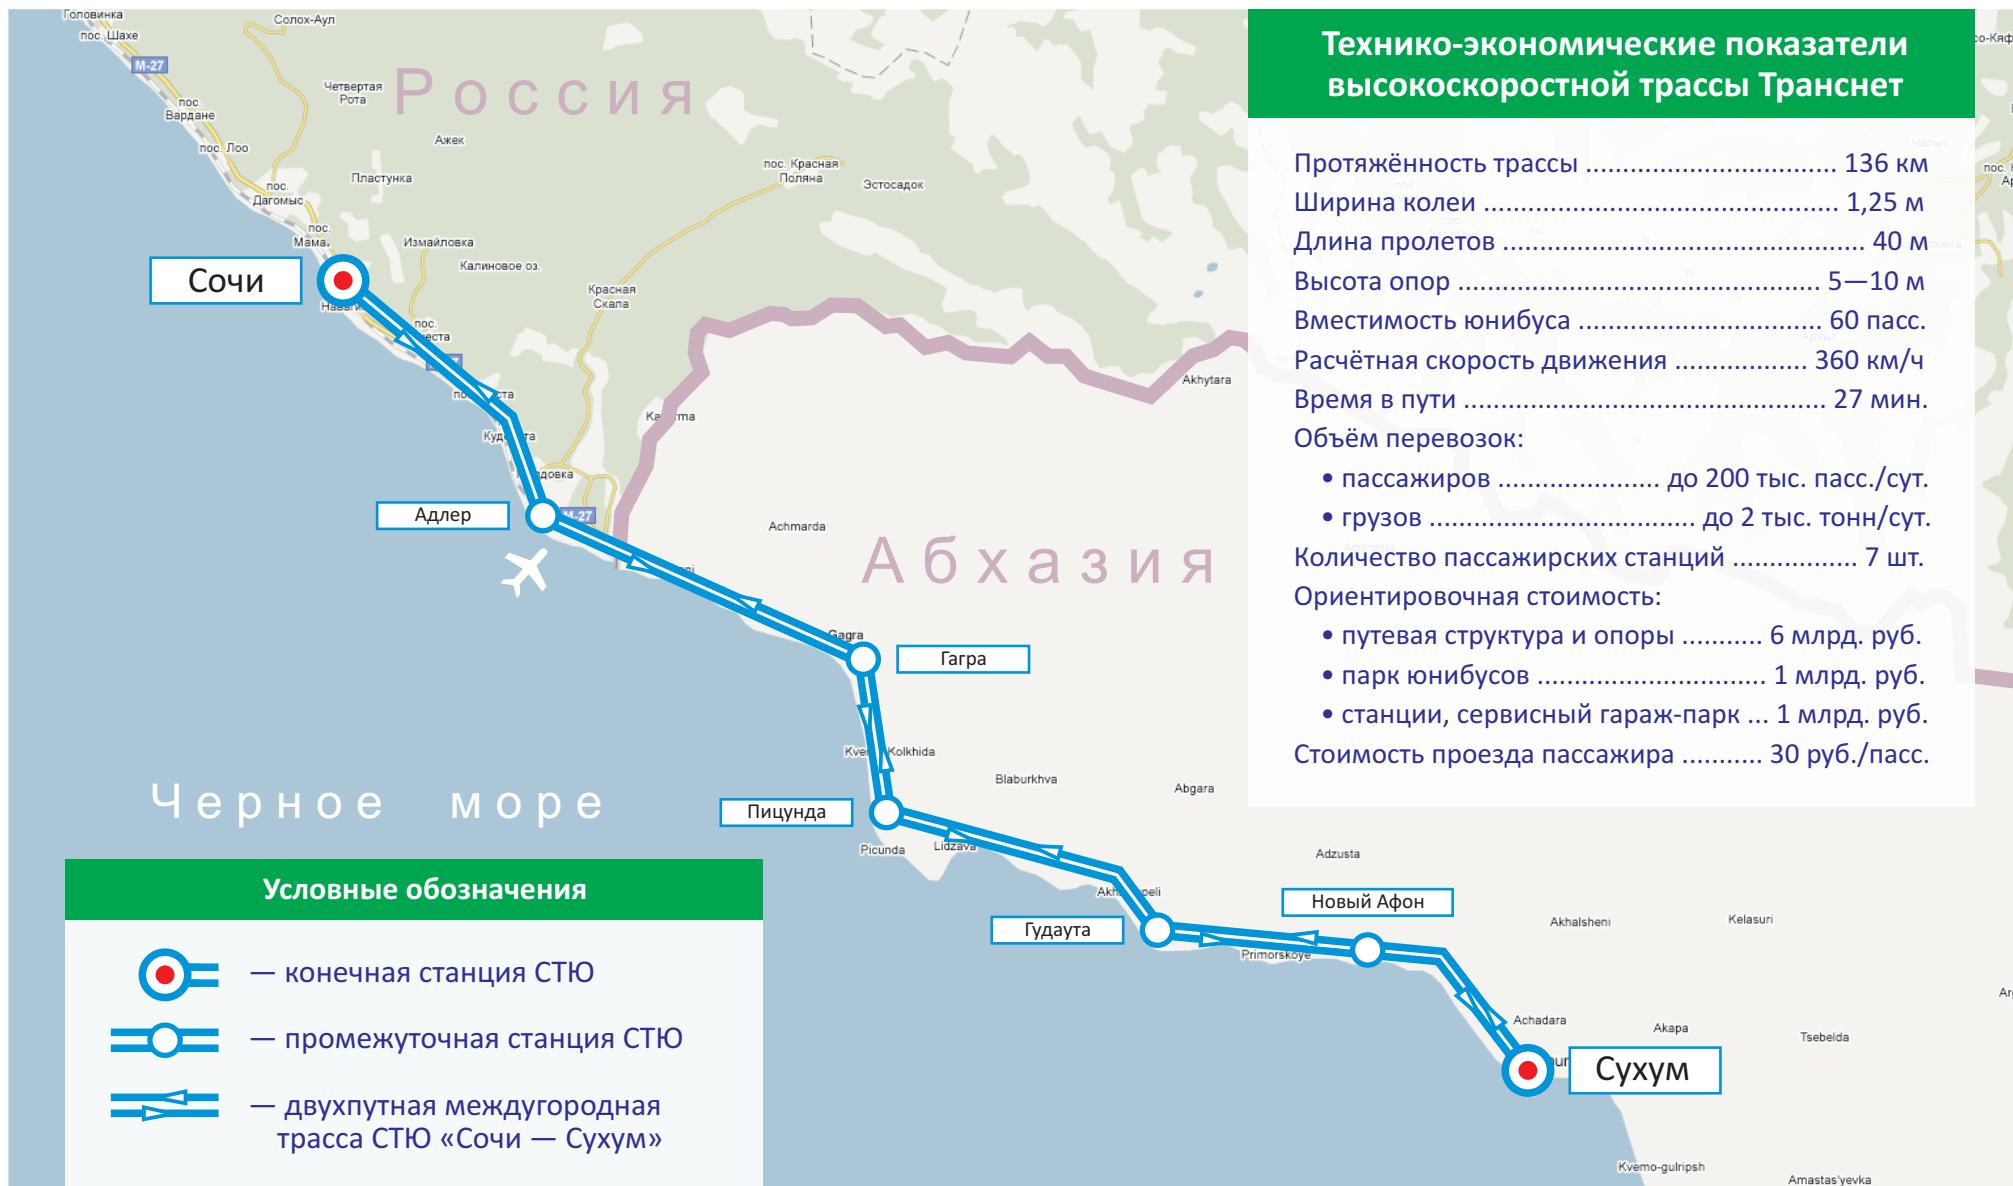 Головинка
пос. Шахе
Солох-Аул
М-27
Четвертая
Рота
пос.
Вардане
Россия
Ажек
пос. Лоо
Пластунка
пос. Красная
Поляна
Эстосадок
пос.
Дагомыс
пос.
Мама
Измайловка
Калиновое оз.
Сочи
Красная
Скала
пос.
Akhytara
Адлер
М-27
Achmarda
Абхазия
Gagra
Гагра
Kolkhida
Blaburkhva
Abgara
Черное море
Пицунда
Picunda
Lidzava
Adzusta
Новый Афон
Гудаута
Akhalsheni
Kelasuri
Primorskoye
Achadara
Акара
Tsebelda
Сухум
Kvemo-gulripsh
Amastas'yevka
Технико-экономические показатели
высокоскоростной трассы Транснет
Протяжённость трассы ................................ 136 км
Ширина колеи ............................................. 1,25 м
Длина пролетов .............................................. 40 м
Высота опор .............................................. 5—10 м
Вместимость юнибуса ............................... 60 пасс.
Расчётная скорость движения ................. 360 км/ч
Время в пути .............................................. 27 мин.
Объём перевозок:
• пассажиров ..................... до 200 тыс. пасс./сут.
• грузов .................................. до 2 тыс. тонн/сут.
Количество пассажирских станций ................ 7 шт.
Ориентировочная стоимость:
• путевая структура и опоры .......... 6 млрд. руб.
• парк юнибусов ............................. 1 млрд. руб.
• станции, сервисный гараж-парк ... 1 млрд. руб.
Стоимость проезда пассажира .......... 30 руб./пасс.
Условные обозначения
— конечная станция СТЮ
— промежуточная станция СТЮ
— двухпутная междугородная
трасса СТЮ «Сочи — Сухум»